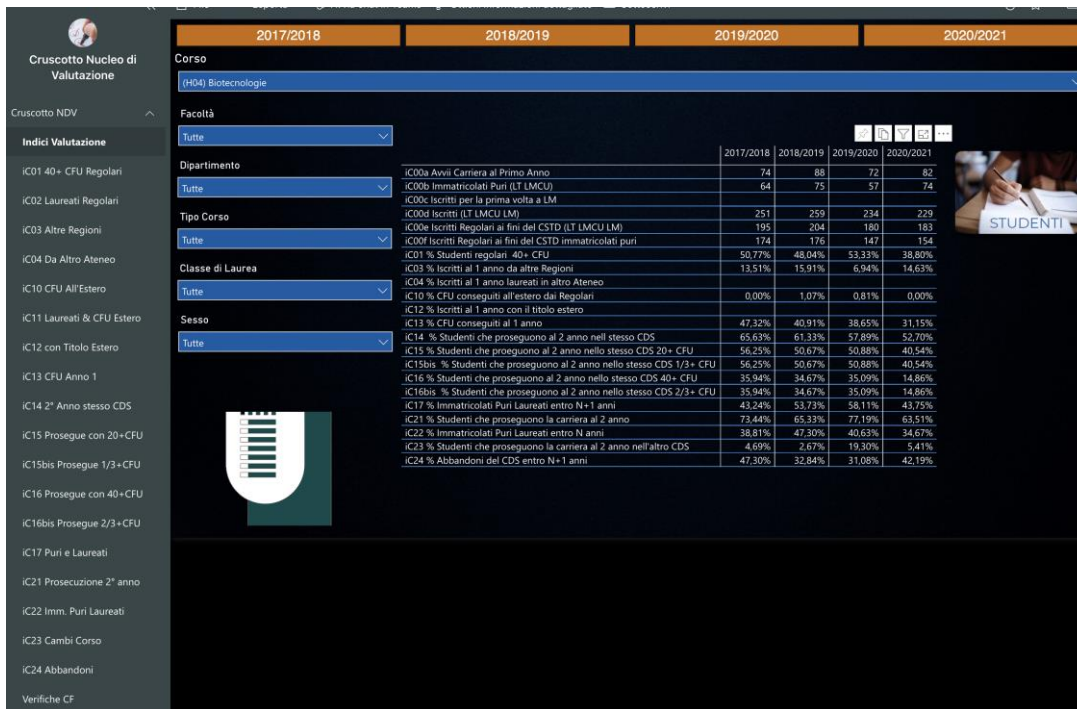 2017/2018 2018/2019 2019/2020 2020/2021
Cruscotto Nucleo di
Valutazione
Cruscotto NDV
Indici Valutazione
iC01 40+ CFU Regolari
iC02 Laureati Regolari
iC03 Altre Regioni
iC04 Da Altro Ateneo
iC10 CFU All'Estero
iC11 Laureati & CFU Estero
iC12 con Titolo Estero
iC13 CFU Anno 1
iC14 2° Anno stesso CDS
iC15 Prosegue con 20+CFU
iC15bis Prosegue 1/3+CFU
iC16 Prosegue con 40+CFU
iC16bis Prosegue 2/3+CFU
iC17 Puri e Laureati
iC21 Prosecuzione 2° anno
iC22 Imm. Puri Laureati
iC23 Cambi Corso
iC24 Abbandoni
Verifiche CF
Corso
(H04) Biotecnologie
Facoltà
Tutte
Dipartimento
Tutte
Tipo Corso
Tutte
Classe di Laurea
Tutte
Sesso
Tutte
2017/2018 2018/2019 2019/2020 2020/2021
iC00a Avvii Carriera al Primo Anno 74 88 72 82
iC00b Immatricolati Puri (LT LMCU) 64 75 57 74
iC00c Iscritti per la prima volta a LM
iC00d Iscritti (LT LMCU LM) 251 259 234 229
iC00e Iscritti Regolari ai fini del CSTD (LT LMCU LM) 195 204 180 183
iC00f Iscritti Regolari ai fini del CSTD immatricolati puri 174 176 147 154
iC01 % Studenti regolari 40+ CFU 50,77% 48,04% 53,33% 38,80%
iC03 % Iscritti al 1 anno da altre Regioni 13,51% 15,91% 6,94% 14,63%
iC04 % Iscritti al 1 anno laureati in altro Ateneo
iC10 % CFU conseguiti all'estero dai Regolari 0,00% 1,07% 0,81% 0,00%
iC12 % Iscritti al 1 anno con il titolo estero
iC13 % CFU conseguiti al 1 anno 47,32% 40,91% 38,65% 31,15%
iC14 % Studenti che proseguono al 2 anno nell stesso CDS 65,63% 61,33% 57,89% 52,70%
iC15 % Studenti che proeguono al 2 anno nello stesso CDS 20+ CFU 56,25% 50,67% 50,88% 40,54%
iC15bis % Studenti che proseguono al 2 anno nello stesso CDS 1/3+ CFU 56,25% 50,67% 50,88% 40,54%
iC16 % Studenti che proseguono al 2 anno nello stesso CDS 40+ CFU 35,94% 34,67% 35,09% 14,86%
iC16bis % Studenti che proseguono al 2 anno nello stesso CDS 2/3+ CFU 35,94% 34,67% 35,09% 14,86%
iC17 % Immatricolati Puri Laureati entro N+1 anni 43,24% 53,73% 58,11% 43,75%
iC21 % Studenti che proseguono la carriera al 2 anno 73,44% 65,33% 77,19% 63,51%
iC22 % Immatricolati Puri Laureati entro N anni 38,81% 47,30% 40,63% 34,67%
iC23 % Studenti che proseguono la carriera al 2 anno nell'altro CDS 4,69% 2,67% 19,30% 5,41%
iC24 % Abbandoni del CDS entro N+1 anni 47,30% 32,84% 31,08% 42,19%
STUDENTI